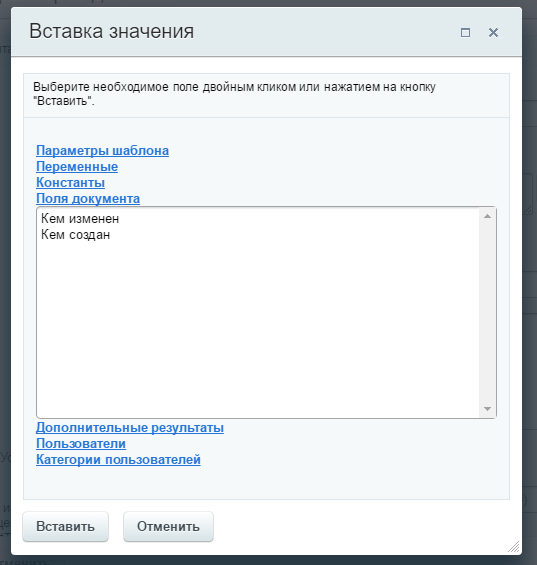 Вставка значения
Выберите необходимое поле двойным кликом или нажатием на кнопку
"Вставить".
Параметры шаблона
Переменные
Константы
Поля документа
Кем изменен
Кем создан
Дополнительные результаты
Пользователи
Категории пользователей
Вставить
Отменить